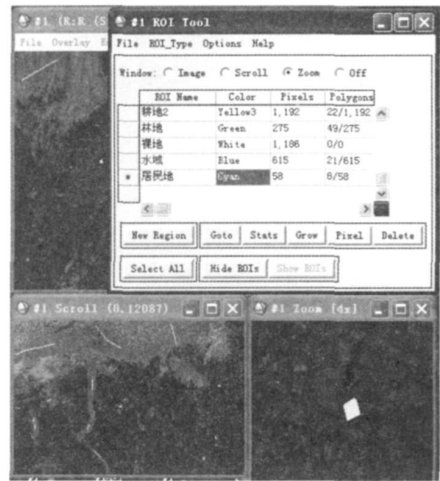 #1 (R:R (S
File Overlay E
#1 ROI Tool
File ROI_Type Options Help
Window: Image Scroll Zoom Off
ROI Name Color Pixels Polygons
耕地2 Yellow3 1,192 22/1,192
林地 Green 275 49/275
裸地 White 1,186 0/0
水域 Blue 615 21/615
* 居民地 Cyan 58 6/58
New Region Goto Stats Grow Pixel Delete
Select All Hide ROIs Show ROIs
#1 Scroll (0.12087)
#1 Zoom [4x]